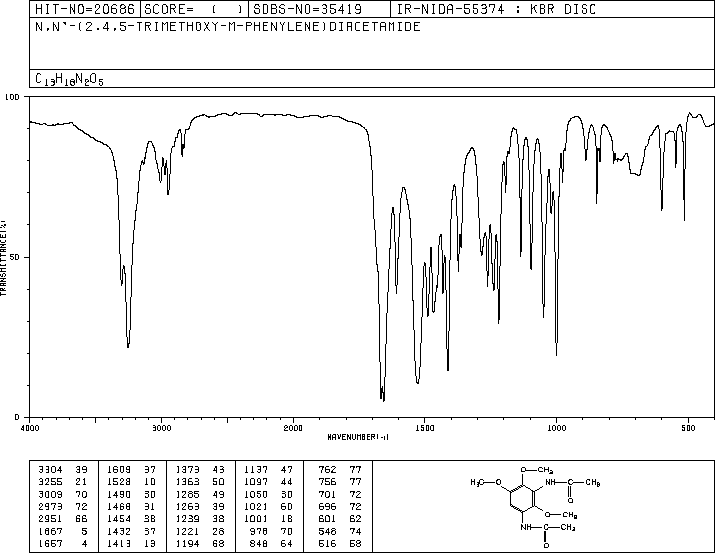 HIT-NO=20686 SCORE= ( ) SDBS-NO=35419 IR-NIDA-55374 : KBR DISC
N,N'-(2,4,5-TRIMETHOXY-M-PHENYLENE)DIACETAMIDE
C13H18N2O5
100
TRANSMITTANCE(%)
50
0
4000 3000 2000 1500 1000 500
WAVENUMBER(-1)
3304 39 1609 37 1373 43 1137 47 762 77
3255 21 1528 10 1363 50 1097 44 756 77
3009 70 1490 30 1285 49 1050 30 701 72
2973 72 1468 31 1263 39 1021 60 696 72
2951 66 1454 38 1239 38 1001 18 601 62
1667 5 1432 37 1221 28 978 70 548 74
1657 4 1413 13 1194 68 848 64 516 58
O—CH3
H3C—O NH CH3
O
O—CH3
NH CH3
O